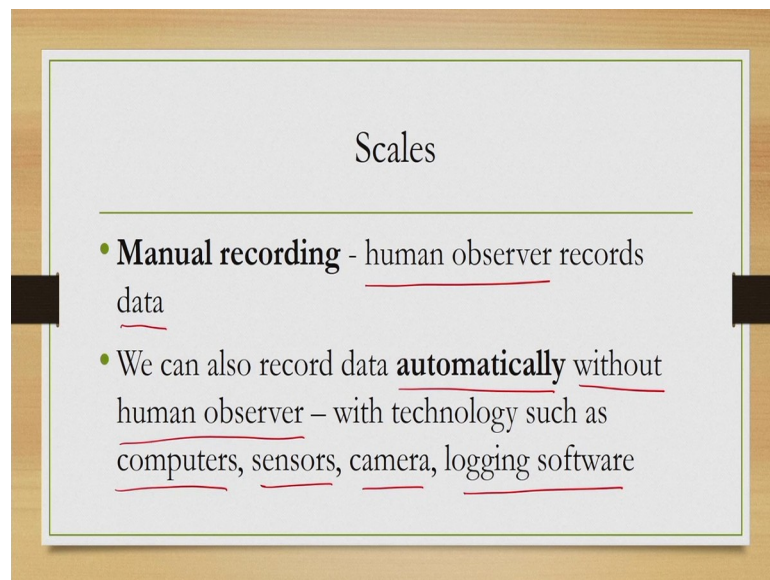 Scales
• Manual recording - human observer records
data
• We can also record data automatically without
human observer – with technology such as
computers, sensors, camera, logging software